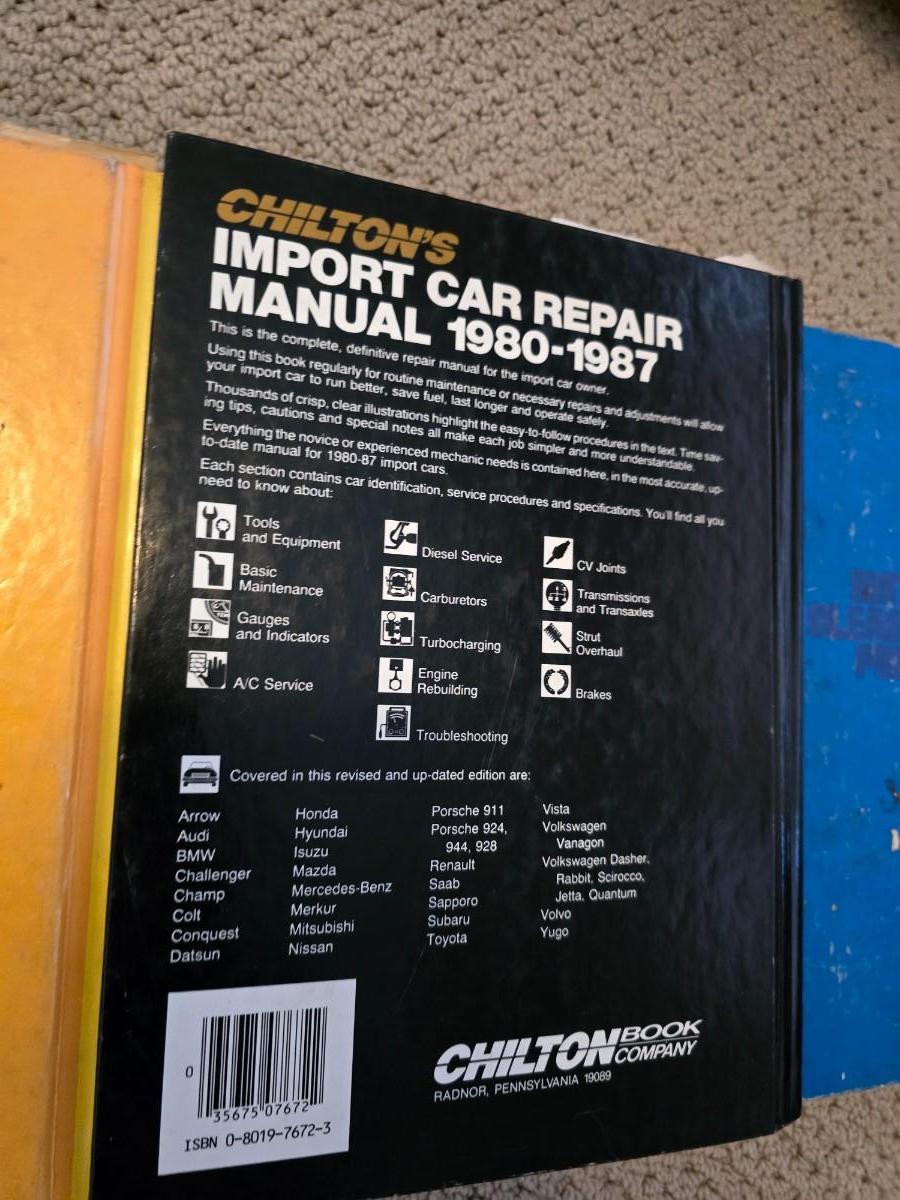 CHILTON'S
IMPORT CAR REPAIR
MANUAL 1980-1987
This is the complete, definitive repair manual for the import car owner.
Using this book regularly for routine maintenance or necessary repairs and adjustments will allow
your import car to run better, save fuel, last longer and operate safely.
Thousands of crisp, clear illustrations highlight the easy-to-follow procedures in the text. Time sav-
ing tips, cautions and special notes all make each job simpler and more understandable.
Everything the novice or experienced mechanic needs is contained here, in the most accurate, up-
to-date manual for 1980-87 import cars.
Each section contains car identification, service procedures and specifications. You'll find all you
need to know about:
Tools
and Equipment
Basic
Maintenance
Gauges
and Indicators
A/C Service
Diesel Service
Carburetors
Turbocharging
Engine
Rebuilding
Troubleshooting
CV Joints
Transmissions
and Transaxles
Strut
Overhaul
Brakes
Covered in this revised and up-dated edition are:
Arrow
Audi
BMW
Challenger
Champ
Colt
Conquest
Datsun
Honda
Hyundai
Isuzu
Mazda
Mercedes-Benz
Merkur
Mitsubishi
Nissan
Porsche 911
Porsche 924,
944, 928
Renault
Saab
Sapporo
Subaru
Toyota
Vista
Volkswagen
Vanagon
Volkswagen Dasher,
Rabbit, Scirocco,
Jetta, Quantum
Volvo
Yugo
0
35675 07672
ISBN 0-8019-7672-3
CHILTON BOOK
COMPANY
RADNOR, PENNSYLVANIA 19089